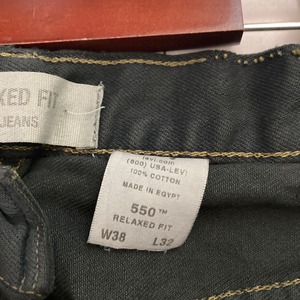 XED FIT
JEANS
levi.com
(800) USA-LEVI
100% COTTON
MADE IN EGYPT
550™
RELAXED FIT
W38 L32